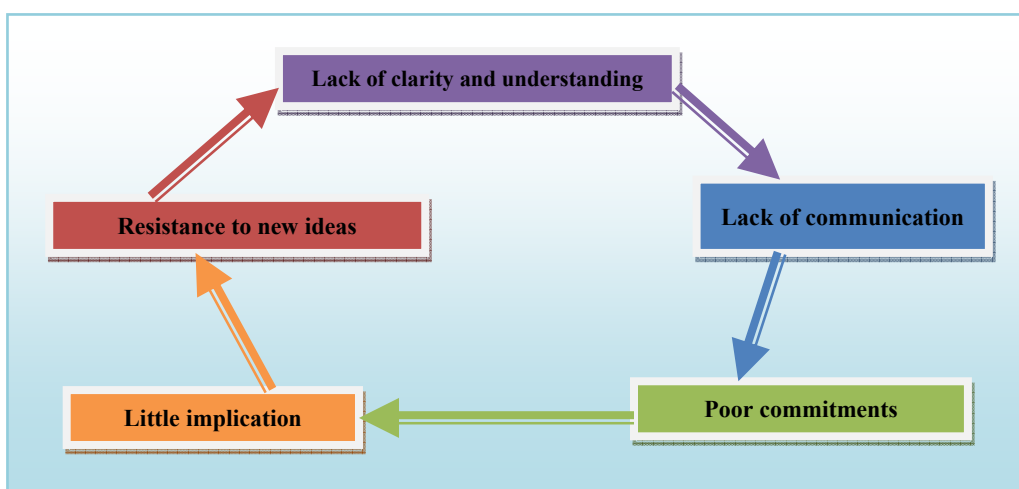 Lack of clarity and understanding
Lack of communication
Poor commitments
Little implication
Resistance to new ideas